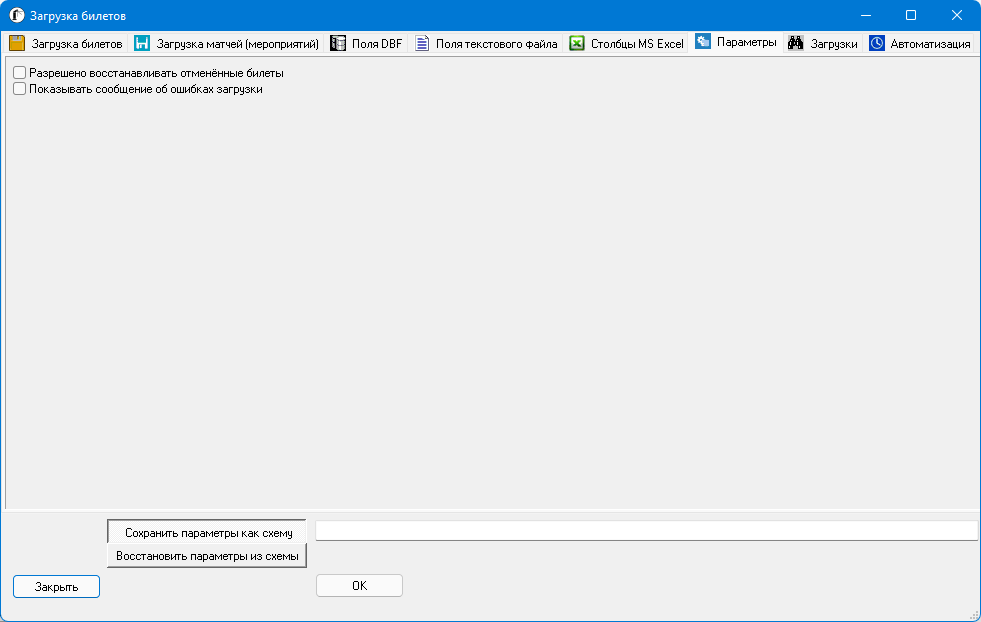 Загрузка билетов
Загрузка билетов Загрузка матчей (мероприятий) Поля DBF Поля текстового файла Столбцы MS Excel Параметры Загрузки Автоматизация
Разрешено восстанавливать отменённые билеты
Показывать сообщение об ошибках загрузки
Сохранить параметры как схему
Восстановить параметры из схемы
Закрыть OK